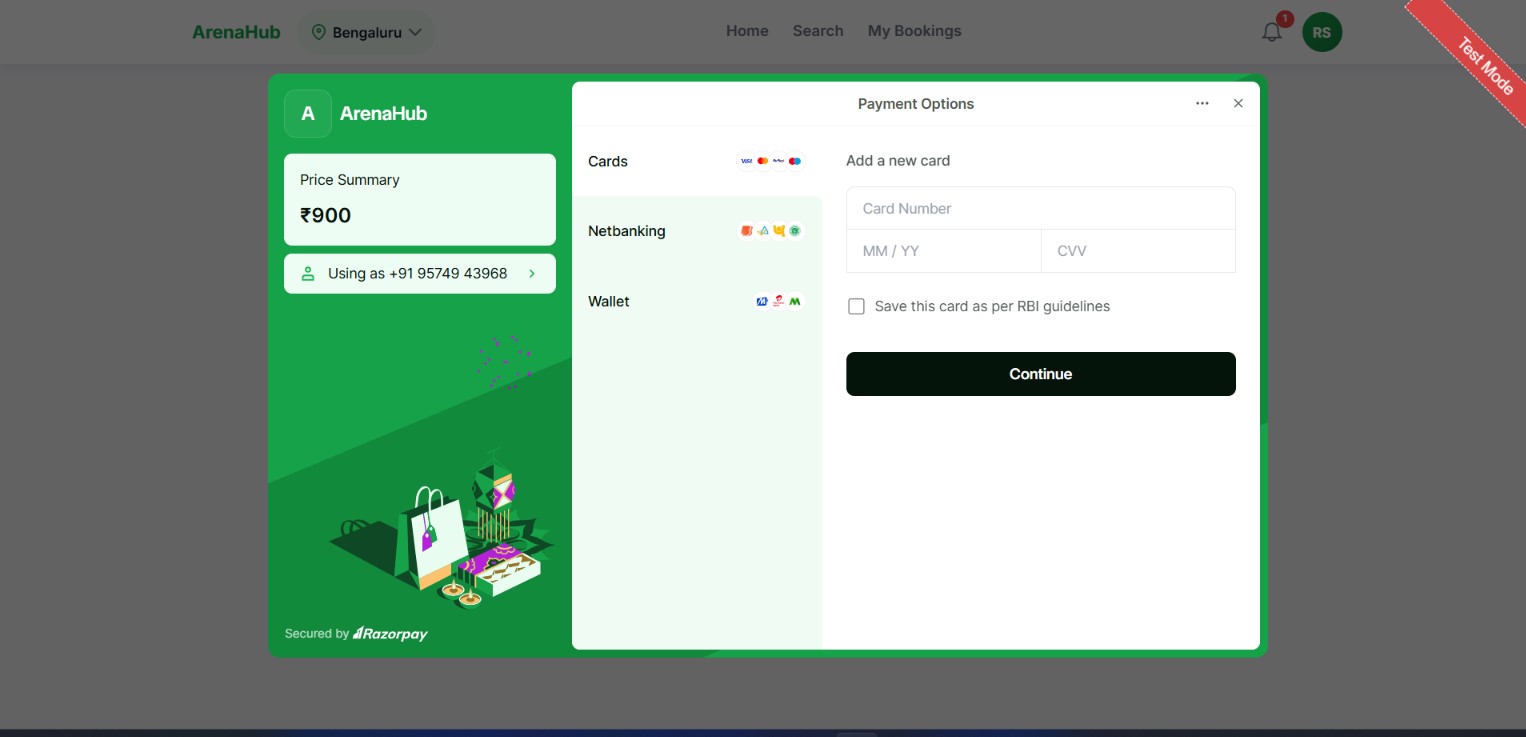 ArenaHub
Bengaluru
Home
Search
My Bookings
1
RS
Test Mode
A
ArenaHub
Price Summary
₹900
Using as +91 95749 43968
Secured by Razorpay
Payment Options
Cards
VISA
Netbanking
Wallet
Add a new card
Card Number
MM / YY
CVV
Save this card as per RBI guidelines
Continue